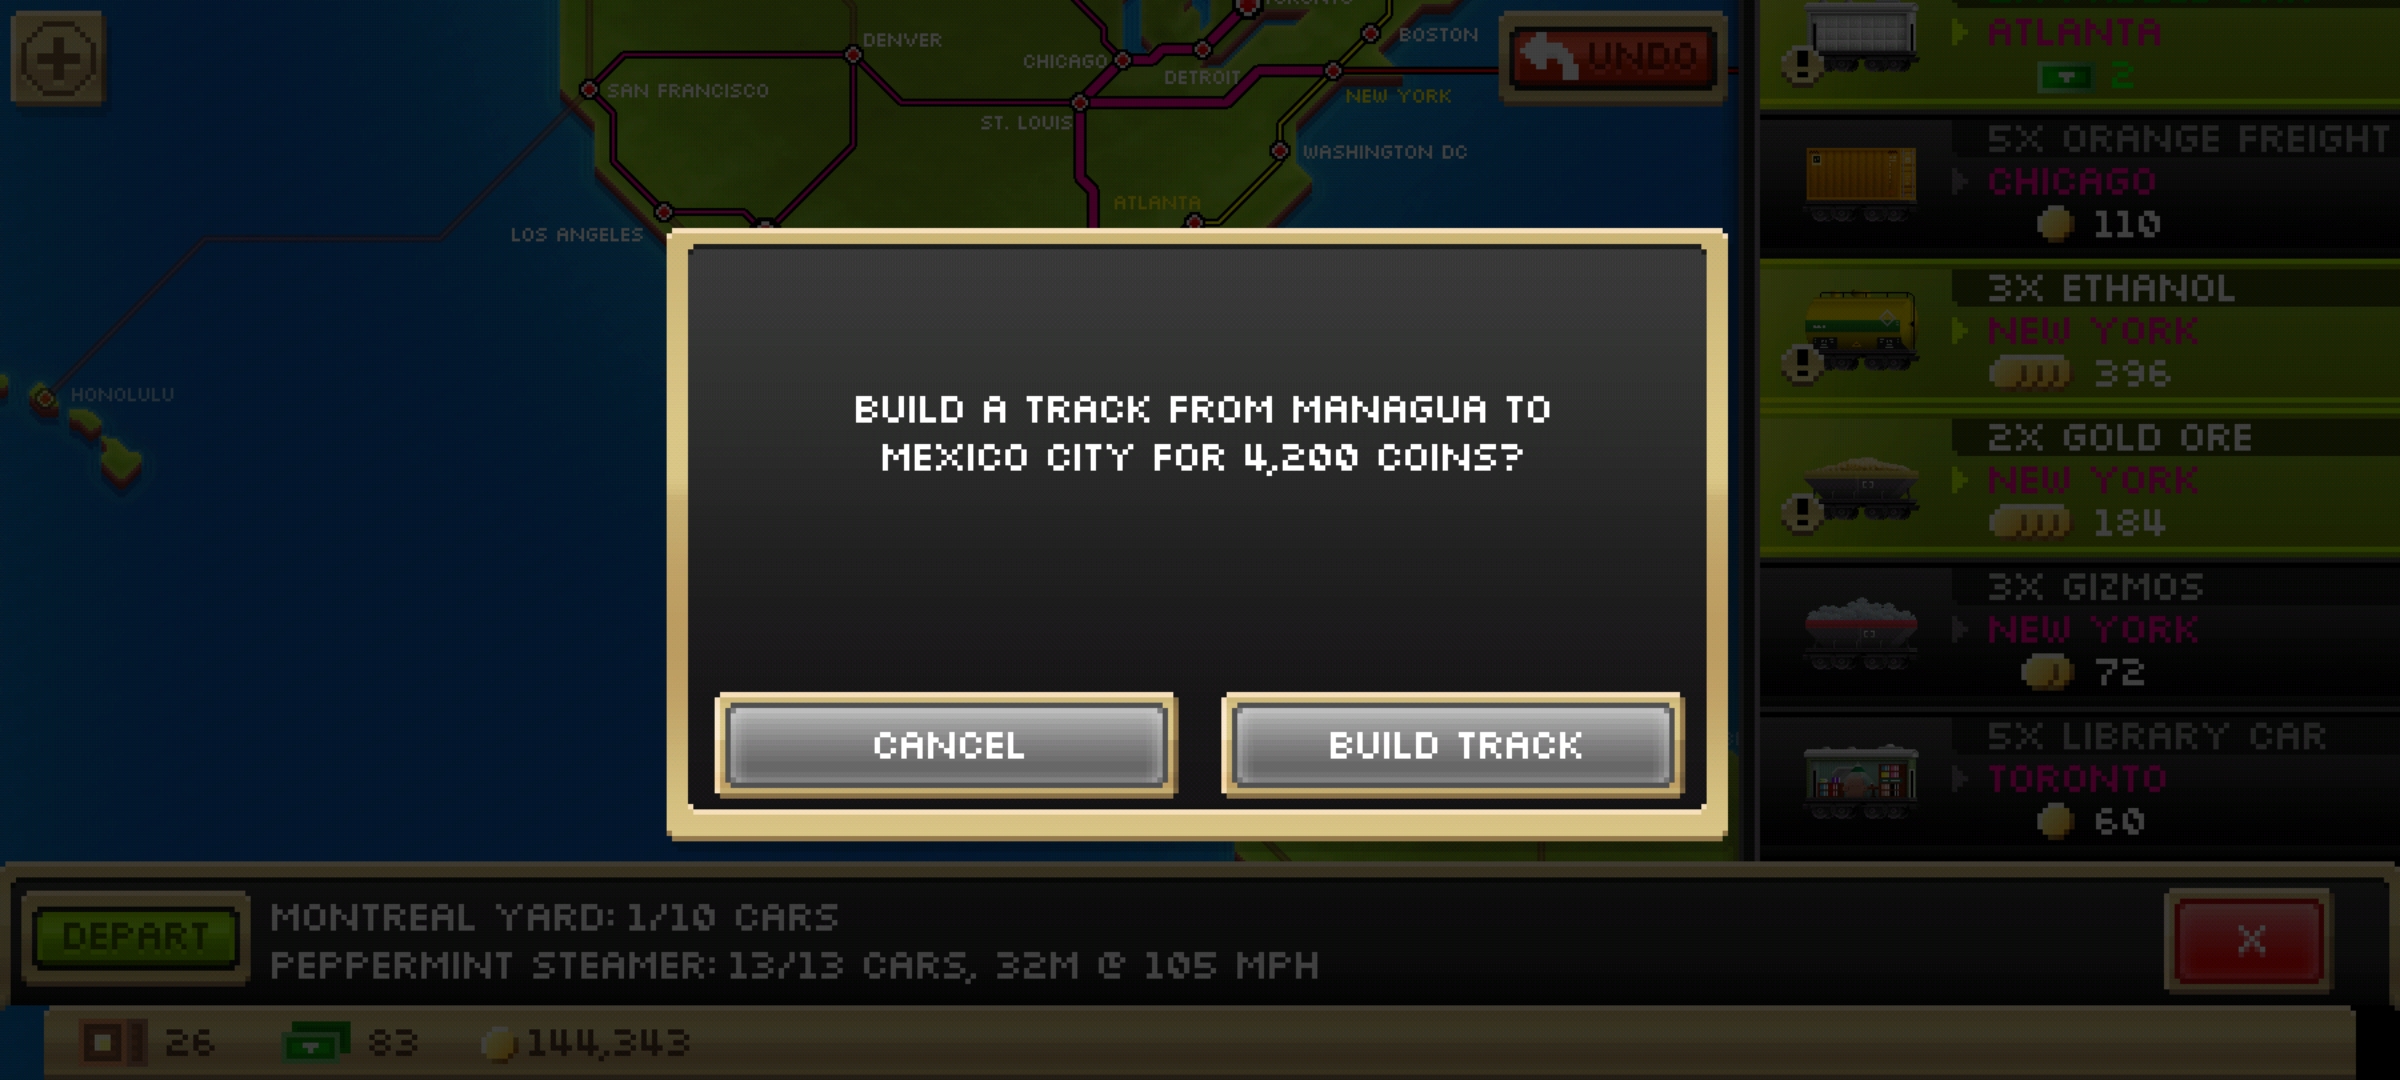 TORONTO
DENVER
BOSTON
CHICAGO
DETROIT
SAN FRANCISCO
NEW YORK
ST. LOUIS
WASHINGTON DC
ATLANTA
LOS ANGELES
HONOLULU
UNDO
ATLANTA
2
5X ORANGE FREIGHT
CHICAGO
110
3X ETHANOL
NEW YORK
396
2X GOLD ORE
NEW YORK
184
3X GIZMOS
NEW YORK
72
5X LIBRARY CAR
TORONTO
60
BUILD A TRACK FROM MANAGUA TO
MEXICO CITY FOR 4,200 COINS?
CANCEL
BUILD TRACK
DEPART
MONTREAL YARD: 1/10 CARS
PEPPERMINT STEAMER: 13/13 CARS, 32M @ 105 MPH
X
26
83
144,343